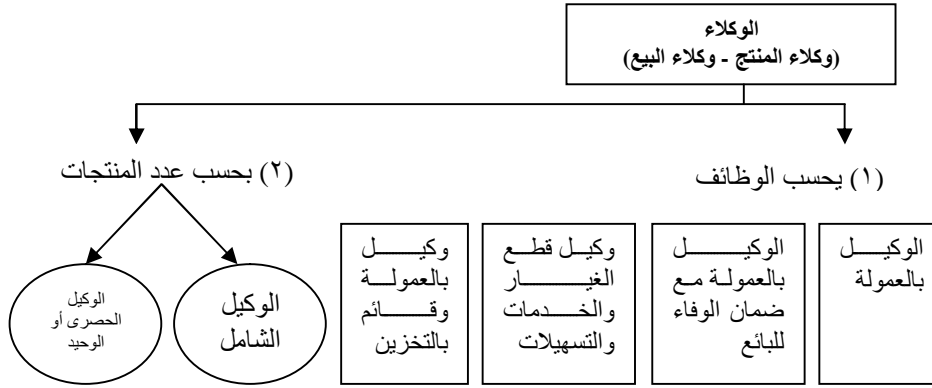 الوكلاء
(وكلاء المنتج - وكلاء البيع)
(١) يحسب الوظائف
(٢) بحسب عدد المنتجات
الوكيل
بالعمولة
الوكيل
بالعمولة مع
ضمان الوفاء
للبائع
وكيل قطع
الغيار
والخدمات
والتسهيلات
وكيل
بالعمولة
وقائم
بالتخزين
الوكيل
الشامل
الوكيل
الحصرى أو
الوحيد